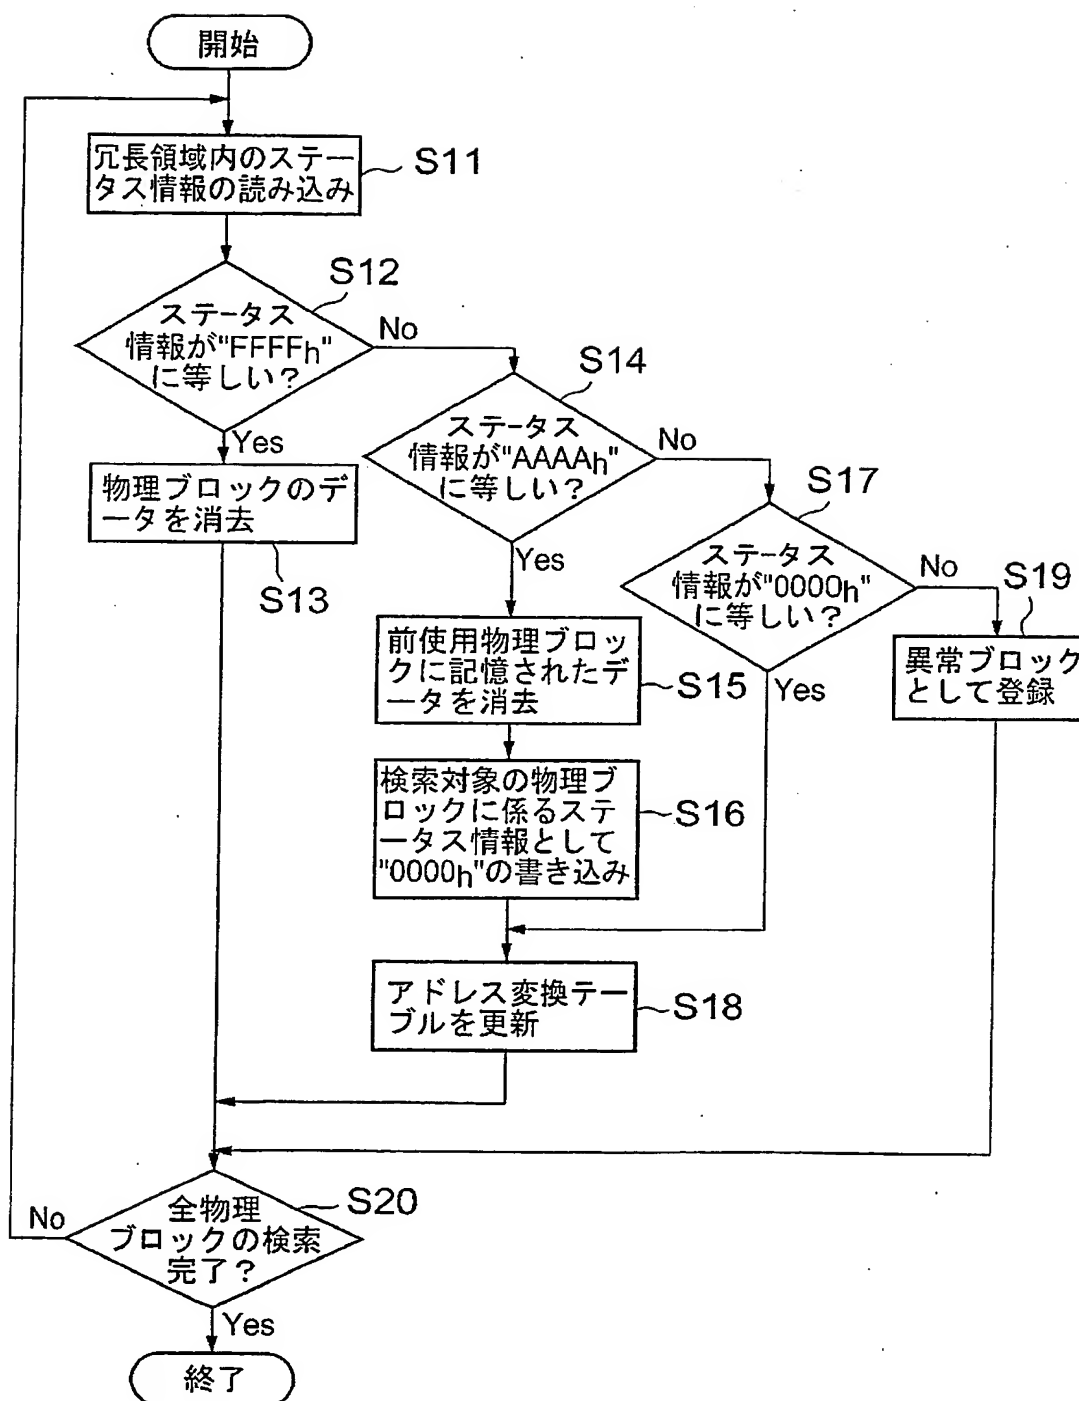 開始
冗長領域内のステー
タス情報の読み込み
S11
S12
ステータス
情報が"FFFFh"
に等しい？
No
Yes
S14
ステータス
情報が"AAAAh"
に等しい？
No
Yes
物理ブロックのデ
ータを消去
S13
S17
ステータス
情報が"0000h"
に等しい？
No
Yes
S19
異常ブロック
として登録
前使用物理ブロッ
クに記憶されたデ
ータを消去
S15
検索対象の物理ブ
ロックに係るステ
ータス情報として
"0000h"の書き込み
S16
アドレス変換テー
ブルを更新
S18
S20
全物理
ブロックの検索
完了？
No
Yes
終了